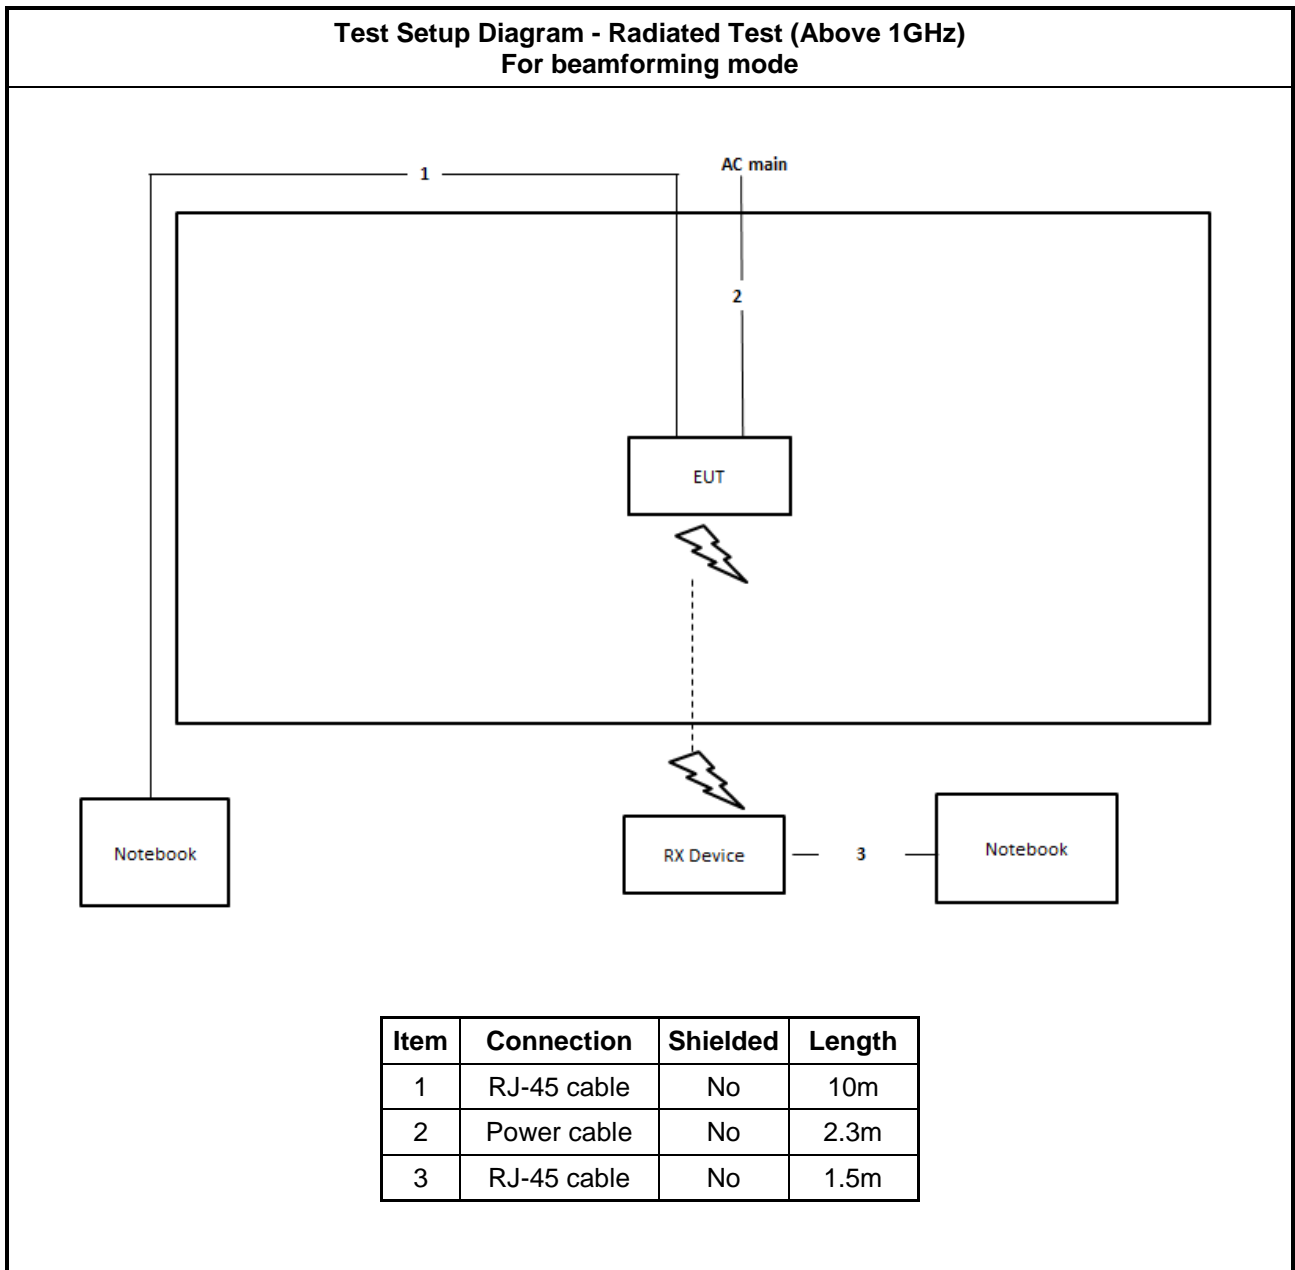 Test Setup Diagram - Radiated Test (Above 1GHz)
For beamforming mode
1
AC main
2
EUT
Notebook
RX Device
3
Notebook
Item Connection Shielded Length
1 RJ-45 cable No 10m
2 Power cable No 2.3m
3 RJ-45 cable No 1.5m